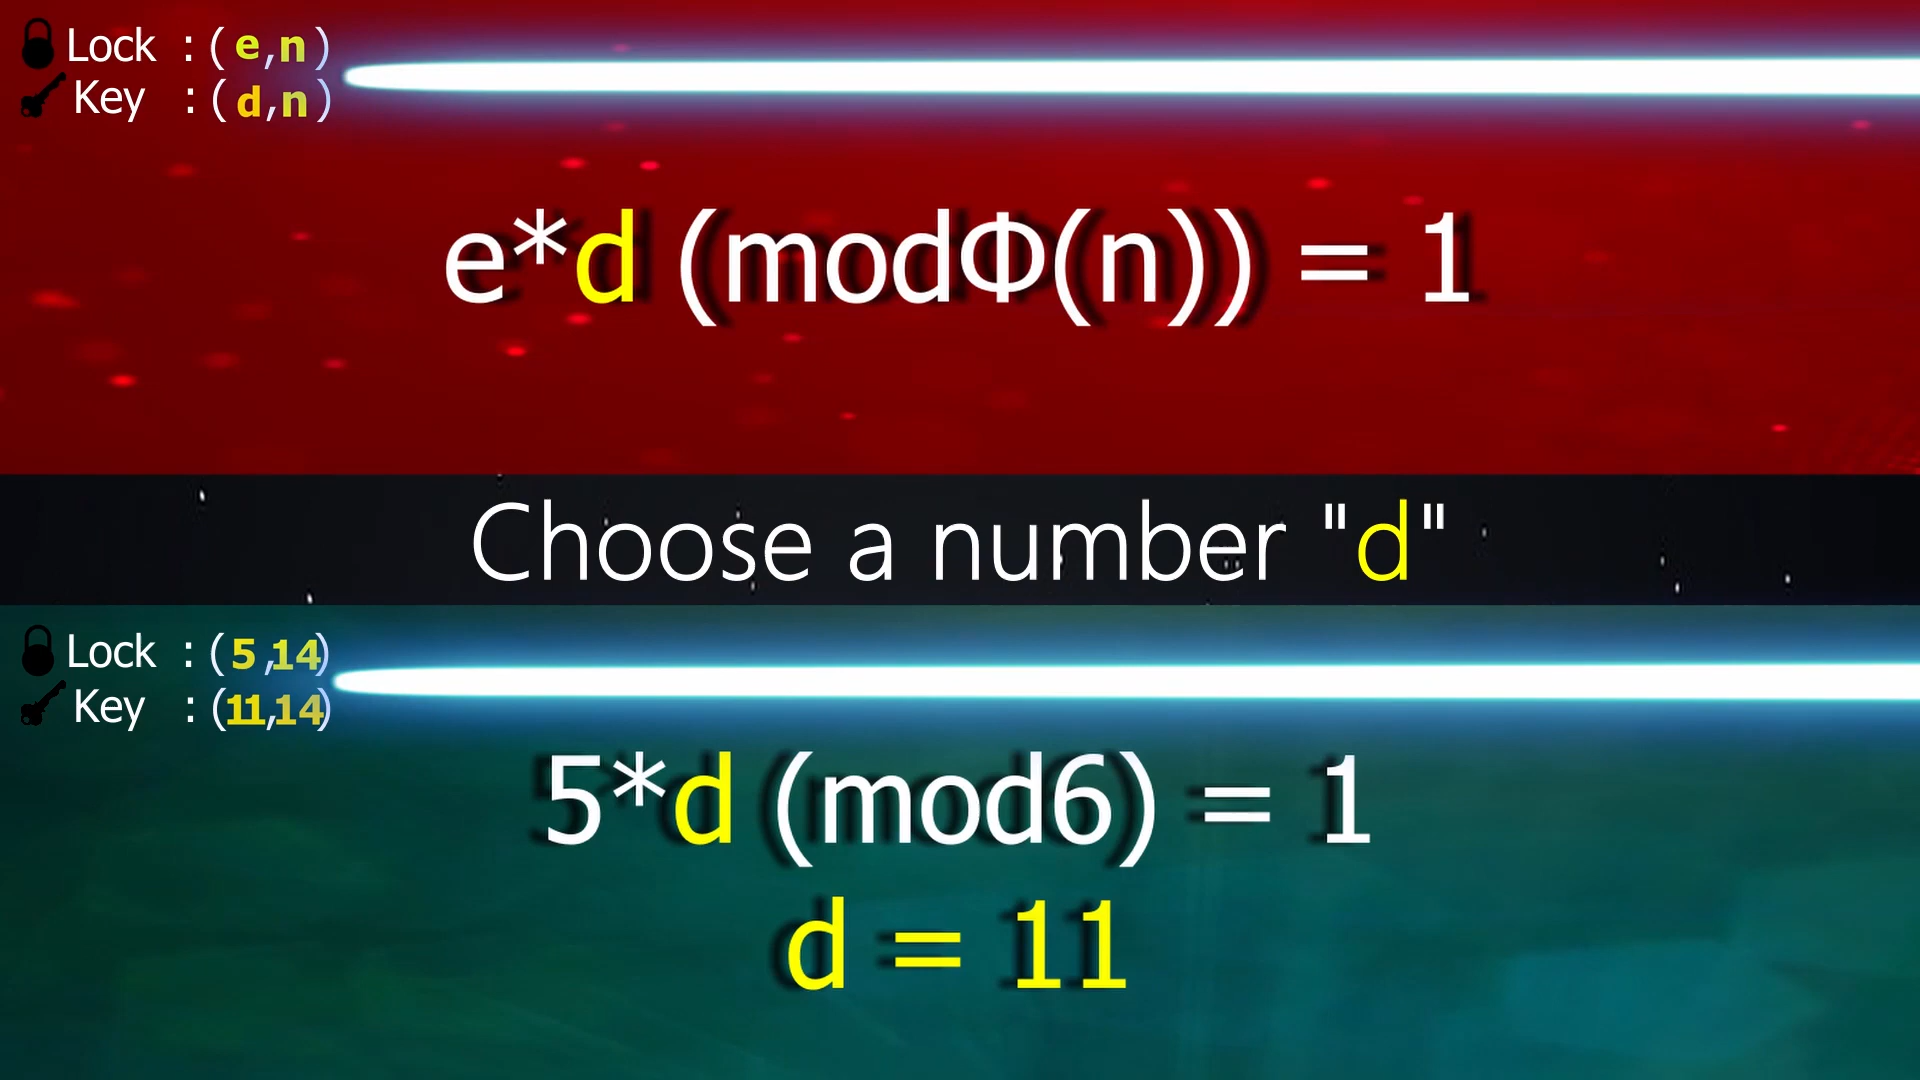 Lock : ( e,n )
Key : ( d,n )
e*d (modΦ(n)) = 1
Choose a number "d"
Lock : ( 5 ,14)
Key : (11,14)
5*d (mod6) = 1
d = 11